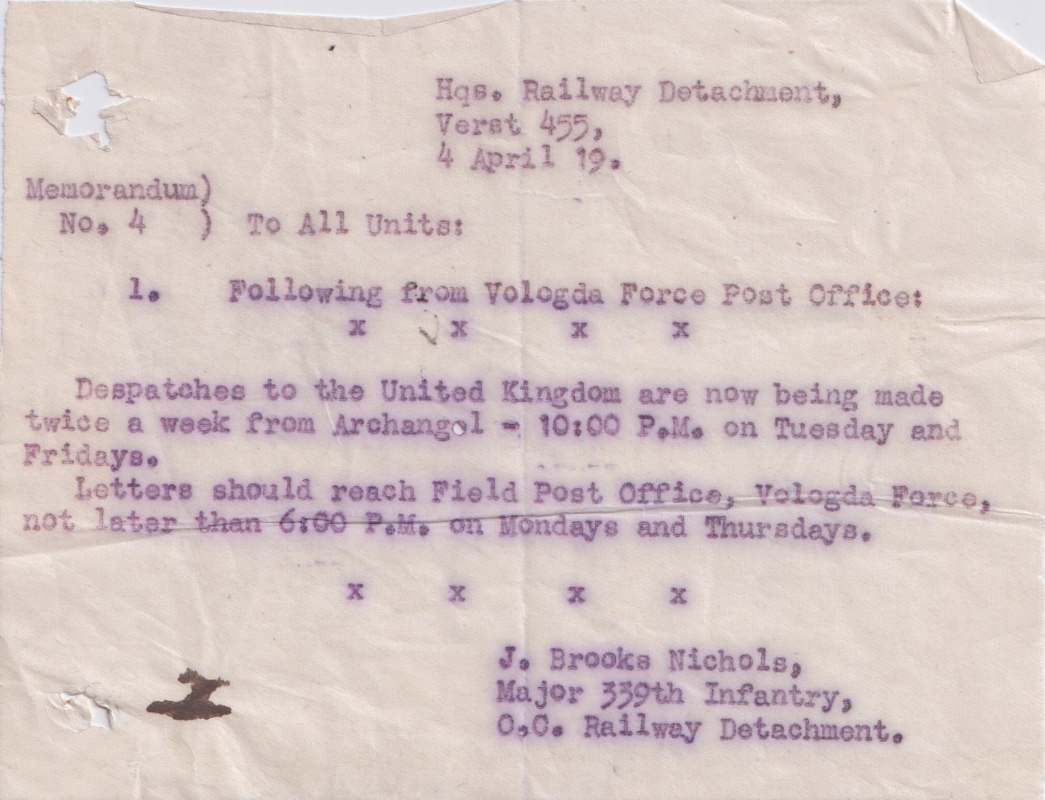 Hqs. Railway Detachment,
Verst 455,
4 April 19.
Memorandum)
No. 4 ) To All Units:
1. Following from Vologda Force Post Office:
x x x x
Despatches to the United Kingdom are now being made
twice a week from Archangel - 10:00 P.M. on Tuesday and
Fridays.
Letters should reach Field Post Office, Vologda Force,
not later than 6:00 P.M. on Mondays and Thursdays.
x x x x
J. Brooks Nichols,
Major 339th Infantry,
O.C. Railway Detachment.